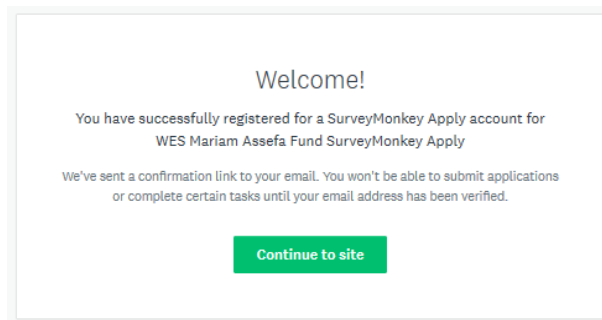 Welcome!
You have successfully registered for a SurveyMonkey Apply account for
WES Mariam Assefa Fund SurveyMonkey Apply
We've sent a confirmation link to your email. You won't be able to submit applications
or complete certain tasks until your email address has been verified.
Continue to site